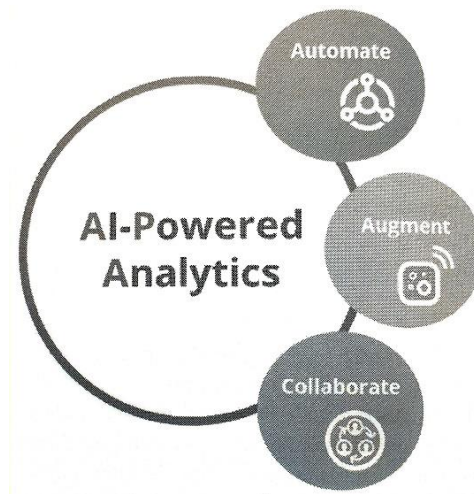 Automate
AI-Powered
Analytics
Augment
Collaborate